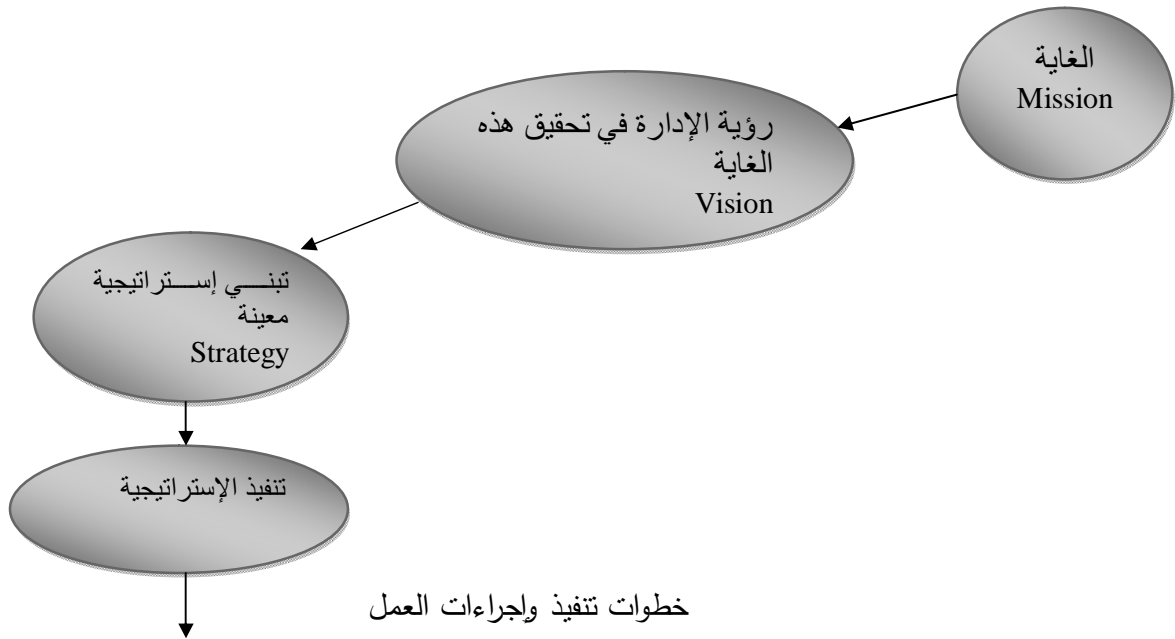 الغاية
Mission
رؤية الإدارة في تحقيق هذه
الغاية
Vision
تبنـــي إســـتراتيجية
معينة
Strategy
تنفيذ الإستراتيجية
خطوات تنفيذ وإجراءات العمل